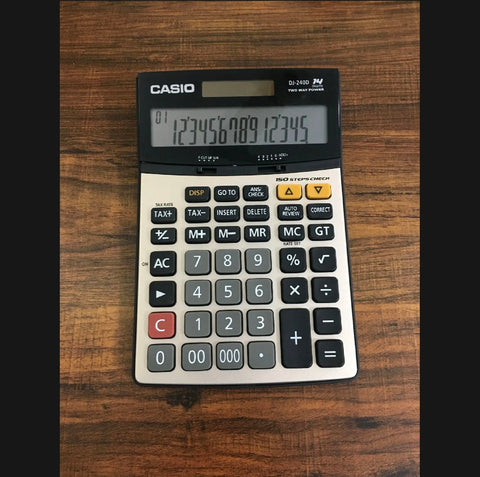 CASIO DJ-240D 14 DIGITS
TWO WAY POWER
01 12345678912345
150 STEPS CHECK
DISP GO TO ANS/CHECK ▲ ▼
TAX RATE
TAX+ TAX− INSERT DELETE AUTO REVIEW CORRECT
+/− M+ M− MR MC GT
RATE SET
ON AC 7 8 9 % √
► 4 5 6 × ÷
C 1 2 3 + −
0 00 000 · =